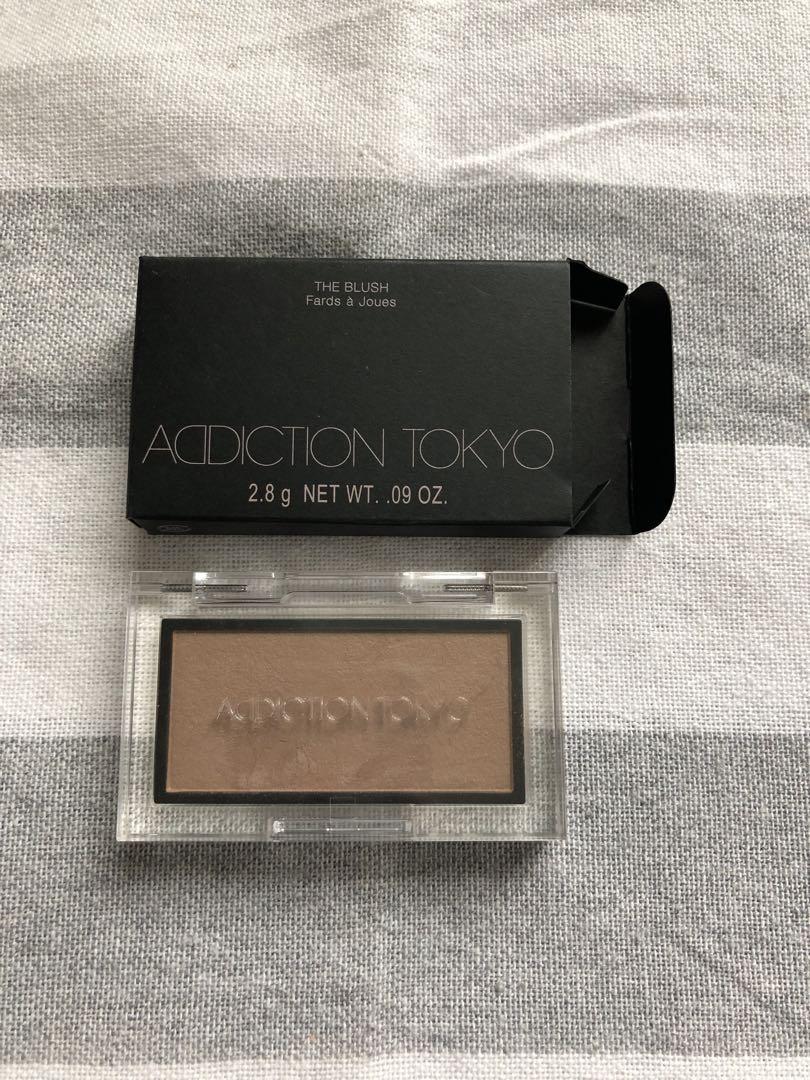 THE BLUSH
Fards à Joues
ADDICTION TOKYO
2.8 g NET WT. .09 OZ.
ADDICTION TOKYO